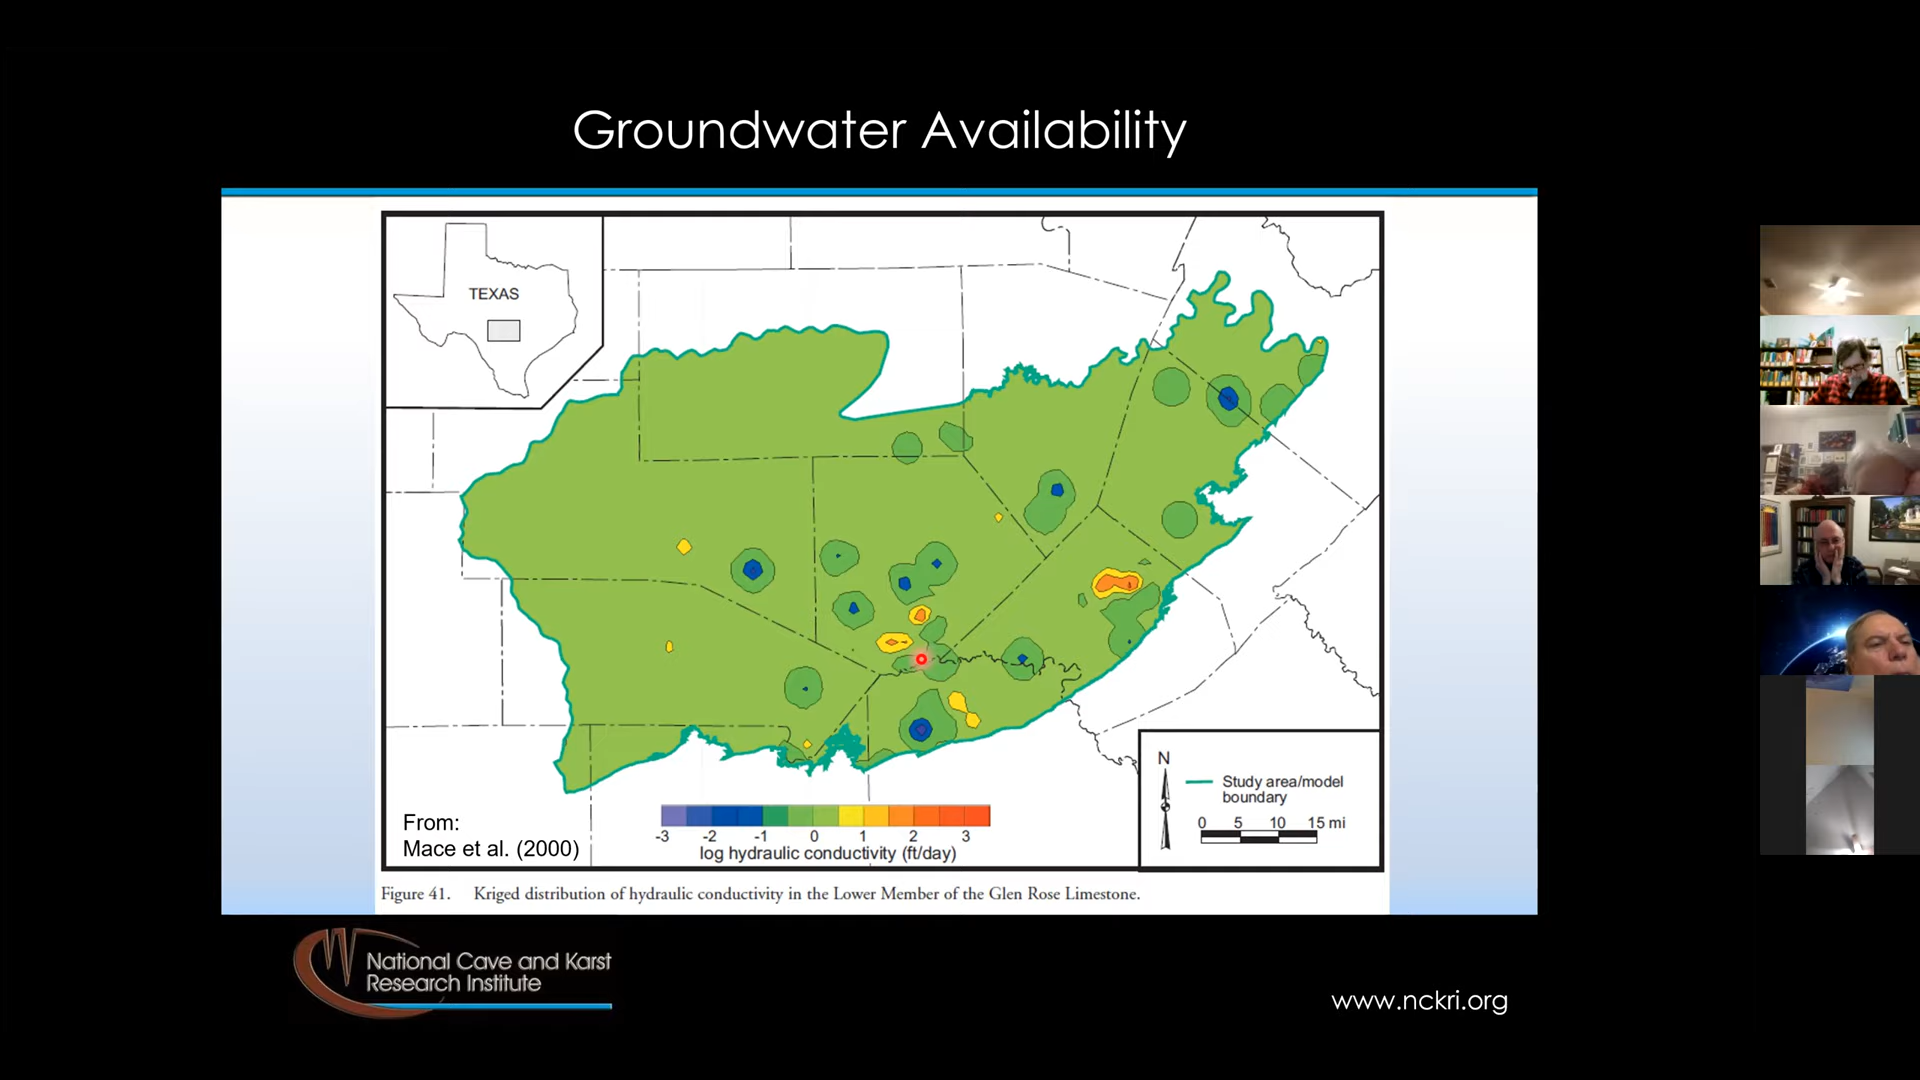 Groundwater Availability
TEXAS
N
Study area/model
boundary
0 5 10 15 mi
From:
Mace et al. (2000)
-3 -2 -1 0 1 2 3
log hydraulic conductivity (ft/day)
Figure 41. Kriged distribution of hydraulic conductivity in the Lower Member of the Glen Rose Limestone.
National Cave and Karst
Research Institute
www.nckri.org